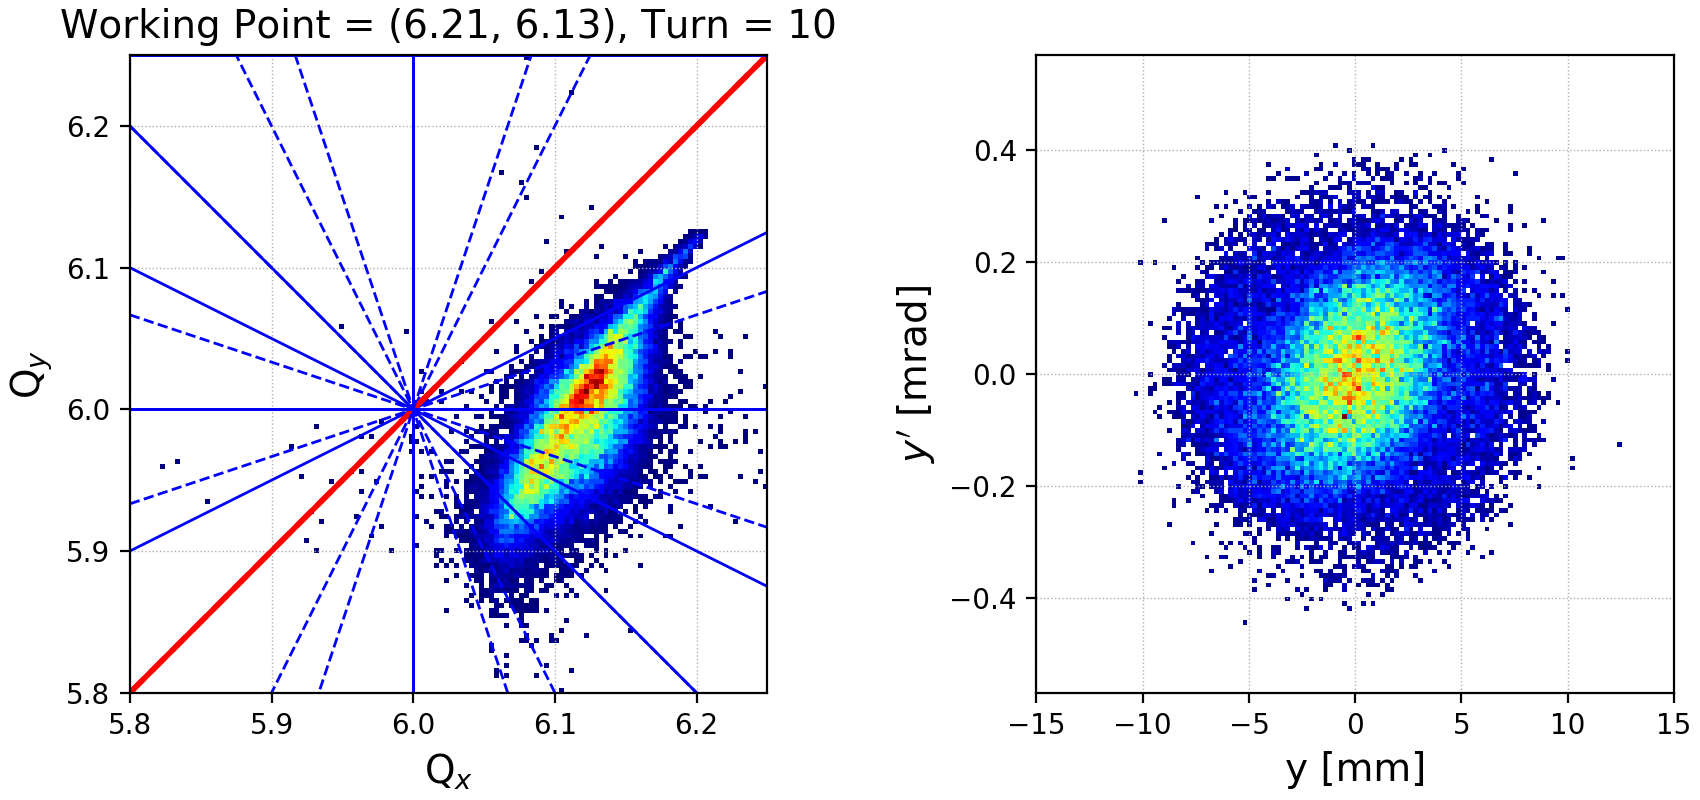 Working Point = (6.21, 6.13), Turn = 10
6.2
6.1
6.0
5.9
5.8
Q_y
5.8 5.9 6.0 6.1 6.2
Q_x
0.4
0.2
0.0
−0.2
−0.4
y′ [mrad]
−15 −10 −5 0 5 10 15
y [mm]